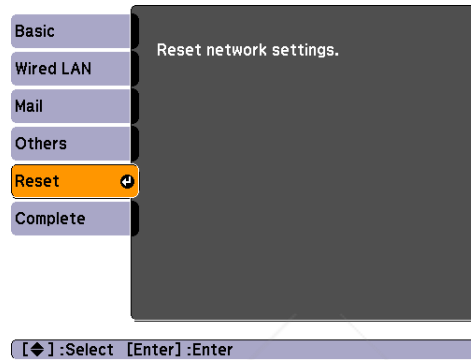 Basic
Wired LAN
Mail
Others
Reset
Complete
Reset network settings.
[◆] :Select [Enter] :Enter